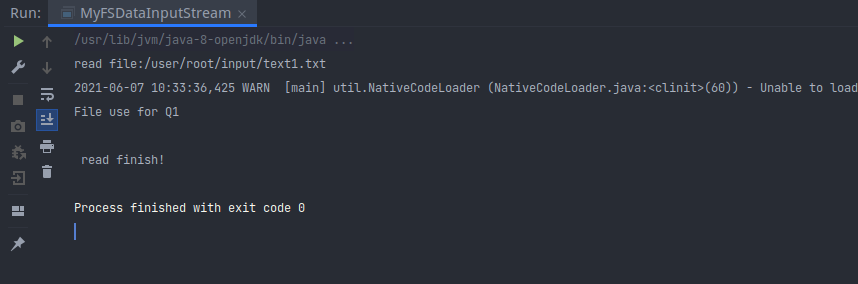 Run: MyFSDataInputStream
/usr/lib/jvm/java-8-openjdk/bin/java ...
read file:/user/root/input/text1.txt
2021-06-07 10:33:36,425 WARN  [main] util.NativeCodeLoader (NativeCodeLoader.java:<clinit>(60)) - Unable to load
File use for Q1
read finish!
Process finished with exit code 0